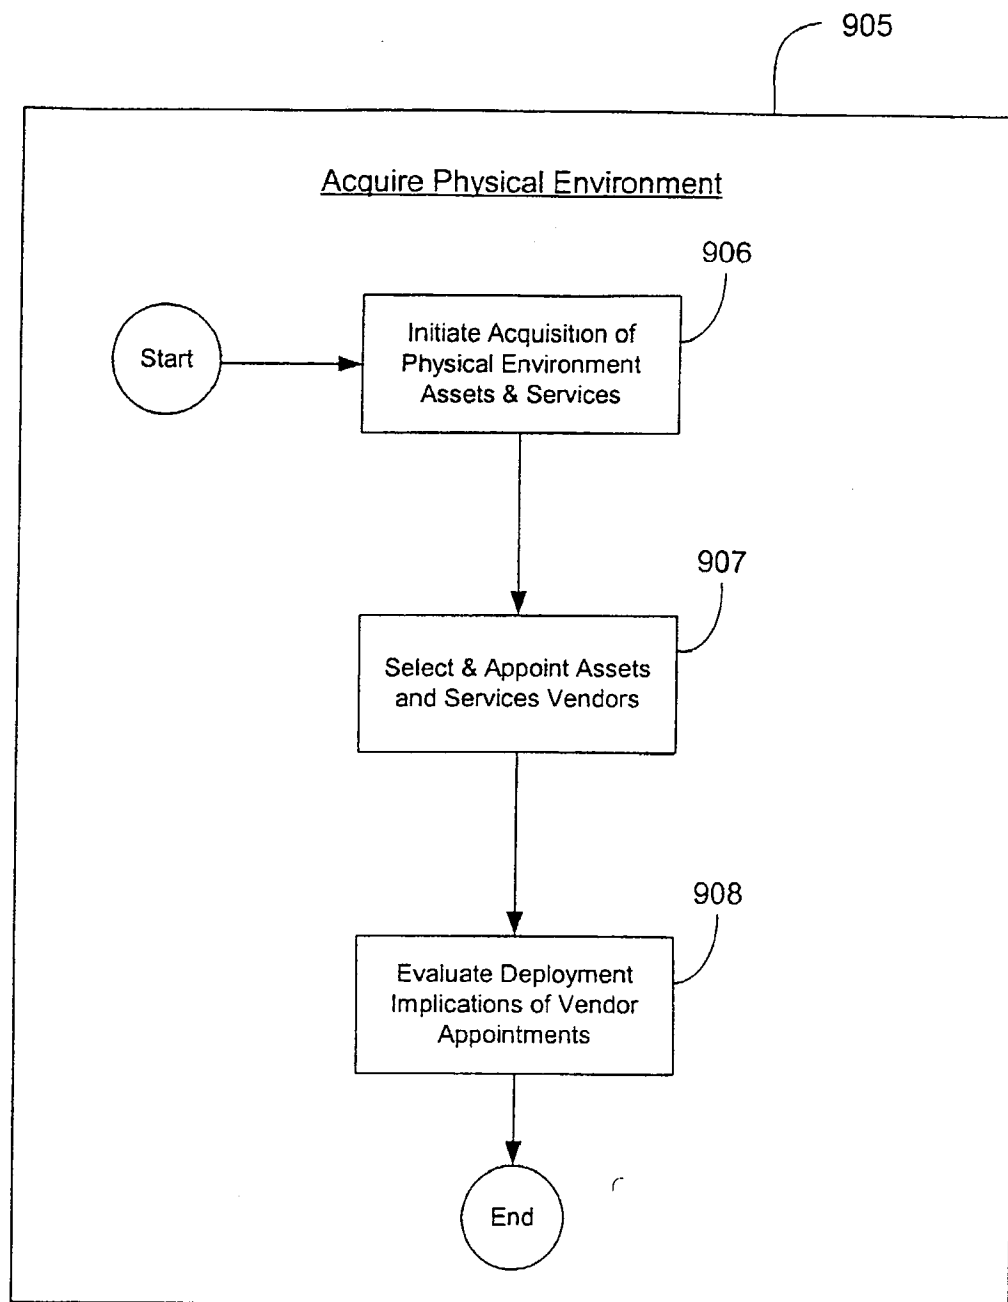 905
Acquire Physical Environment
906
Start
Initiate Acquisition of
Physical Environment
Assets & Services
907
Select & Appoint Assets
and Services Vendors
908
Evaluate Deployment
Implications of Vendor
Appointments
End